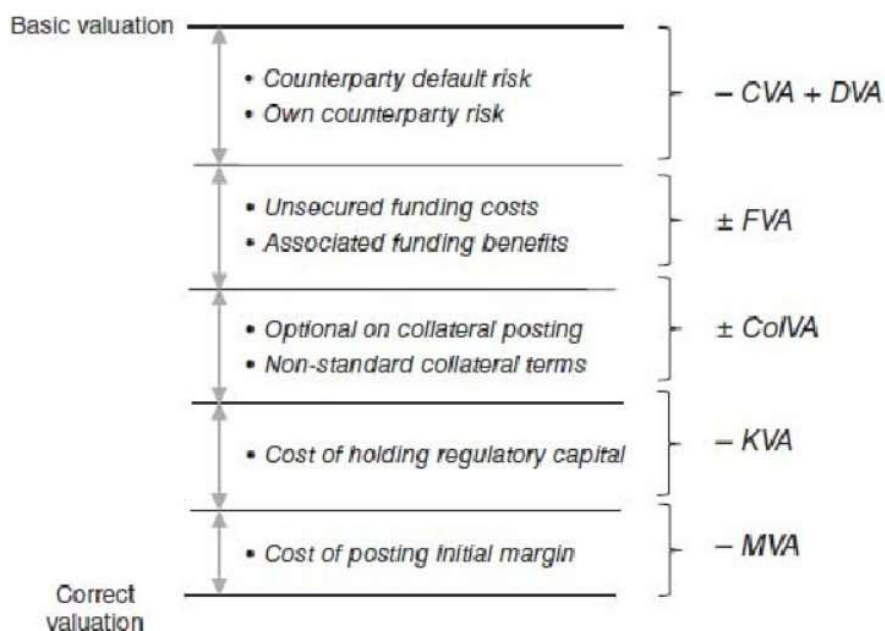 Basic valuation
• Counterparty default risk
• Own counterparty risk
– CVA + DVA
• Unsecured funding costs
• Associated funding benefits
± FVA
• Optional on collateral posting
• Non-standard collateral terms
± ColVA
• Cost of holding regulatory capital
– KVA
• Cost of posting initial margin
– MVA
Correct
valuation